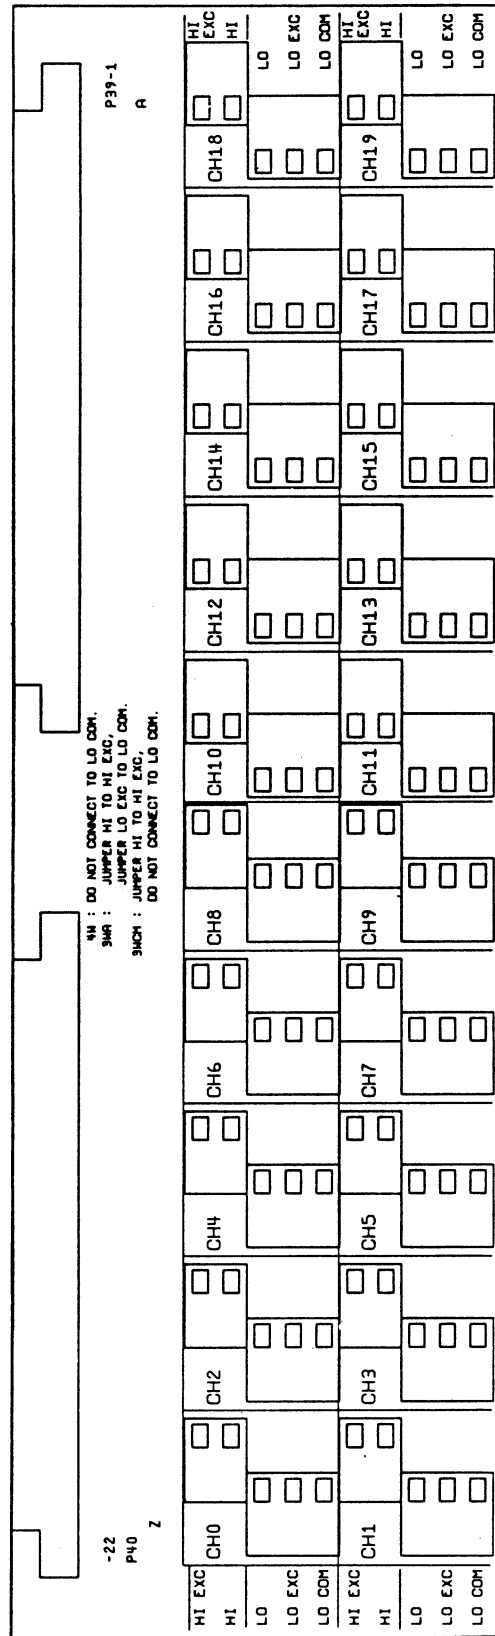 HI
EXC
HI
LO
LO EXC
LO COM
HI
EXC
HI
LO
LO EXC
LO COM
P39-1
A
CH18
CH19
CH16
CH17
CH14
CH15
CH12
CH13
4W : DO NOT CONNECT TO LO COM.
3WA : JUMPER HI TO HI EXC,
JUMPER LO EXC TO LO COM.
3WCM : JUMPER HI TO HI EXC,
DO NOT CONNECT TO LO COM.
CH10
CH11
CH8
CH9
CH6
CH7
CH4
CH5
CH2
CH3
-22
P40
Z
CH0
CH1
HI EXC
HI
LO
LO EXC
LO COM
HI EXC
HI
LO
LO EXC
LO COM